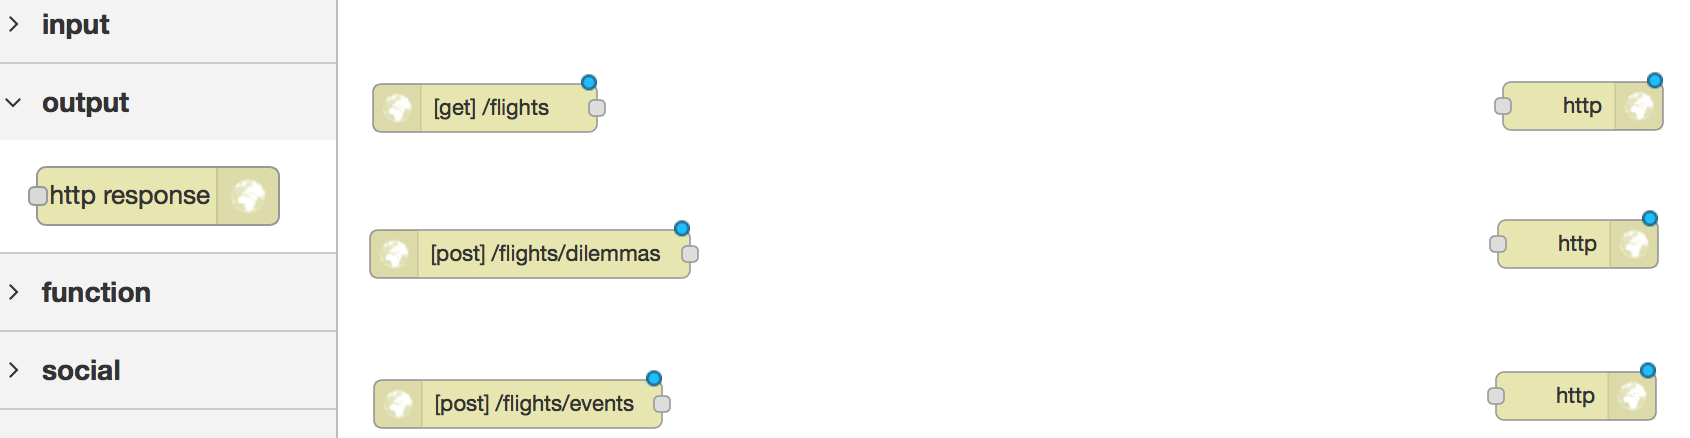 input
output
http response
function
social
[get] /flights
http
[post] /flights/dilemmas
http
[post] /flights/events
http